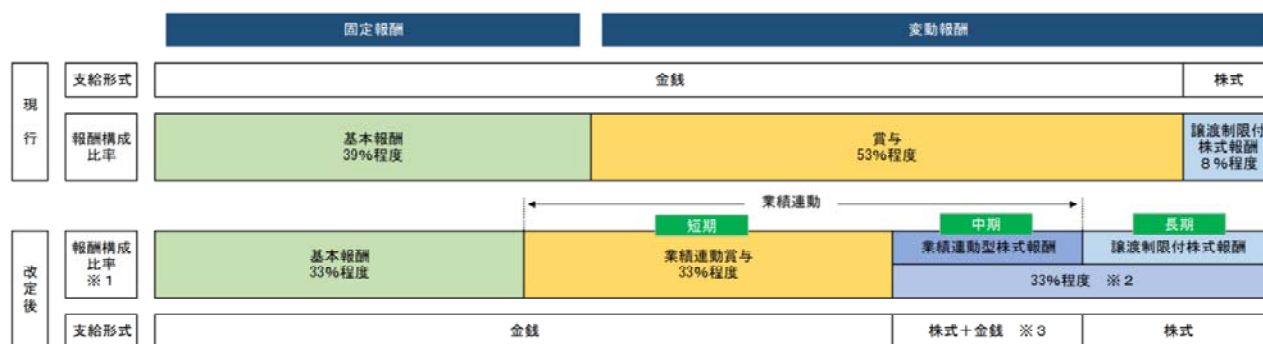 固定報酬
変動報酬
現行
支給形式
金銭
株式
報酬構成
比率
基本報酬
39%程度
賞与
53%程度
譲渡制限付
株式報酬
8%程度
業績連動
短期
中期
長期
改定後
報酬構成
比率
※1
基本報酬
33%程度
業績連動賞与
33%程度
業績連動型株式報酬
譲渡制限付株式報酬
33%程度 ※2
支給形式
金銭
株式+金銭 ※3
株式